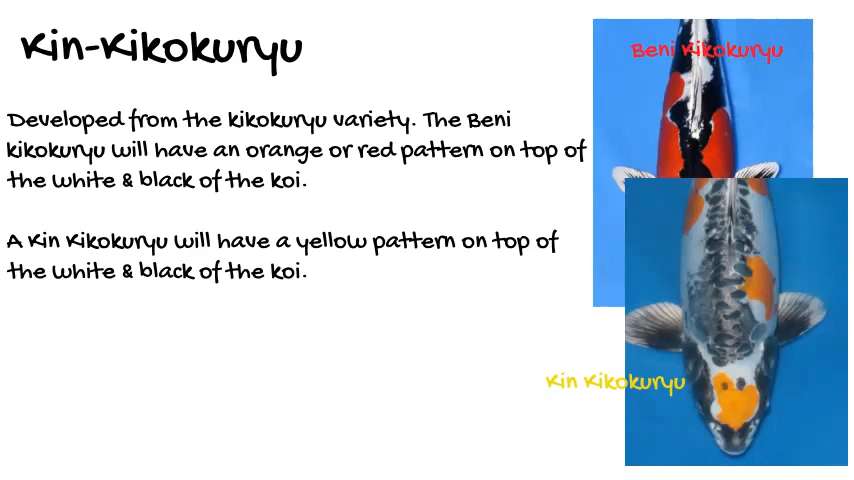 Kin-Kikokuryu
Beni Kikokuryu
Developed from the kikokuryu variety. The Beni
kikokuryu will have an orange or red pattern on top of
the white & black of the koi.
A Kin Kikokuryu will have a yellow pattern on top of
the white & black of the koi.
Kin Kikokuryu